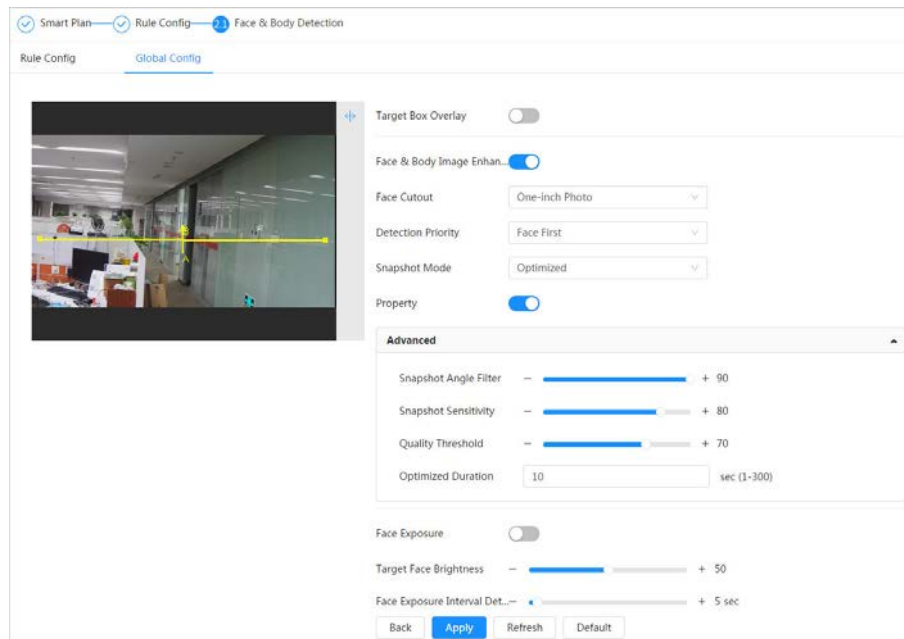 Smart Plan Rule Config 2.1 Face & Body Detection
Rule Config Global Config
Target Box Overlay
Face & Body Image Enhan...
Face Cutout One-inch Photo
Detection Priority Face First
Snapshot Mode Optimized
Property
Advanced
Snapshot Angle Filter − + 90
Snapshot Sensitivity − + 80
Quality Threshold − + 70
Optimized Duration 10 sec (1-300)
Face Exposure
Target Face Brightness − + 50
Face Exposure Interval Det... − + 5 sec
Back Apply Refresh Default
A